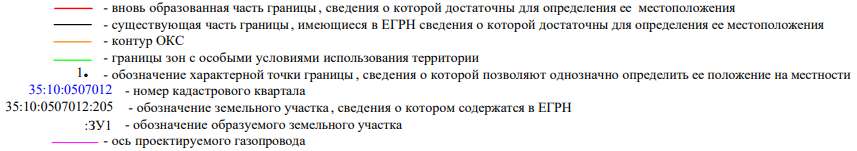 - вновь образованная часть границы, сведения о которой достаточны для определения ее местоположения
- существующая часть границы, имеющиеся в ЕГРН сведения о которой достаточны для определения ее местоположения
- контур ОКС
- границы зон с особыми условиями использования территории
1. - обозначение характерной точки границы, сведения о которой позволяют однозначно определить ее положение на местности
35:10:0507012 - номер кадастрового квартала
35:10:0507012:205 - обозначение земельного участка, сведения о котором содержатся в ЕГРН
:ЗУ1 - обозначение образуемого земельного участка
- ось проектируемого газопровода